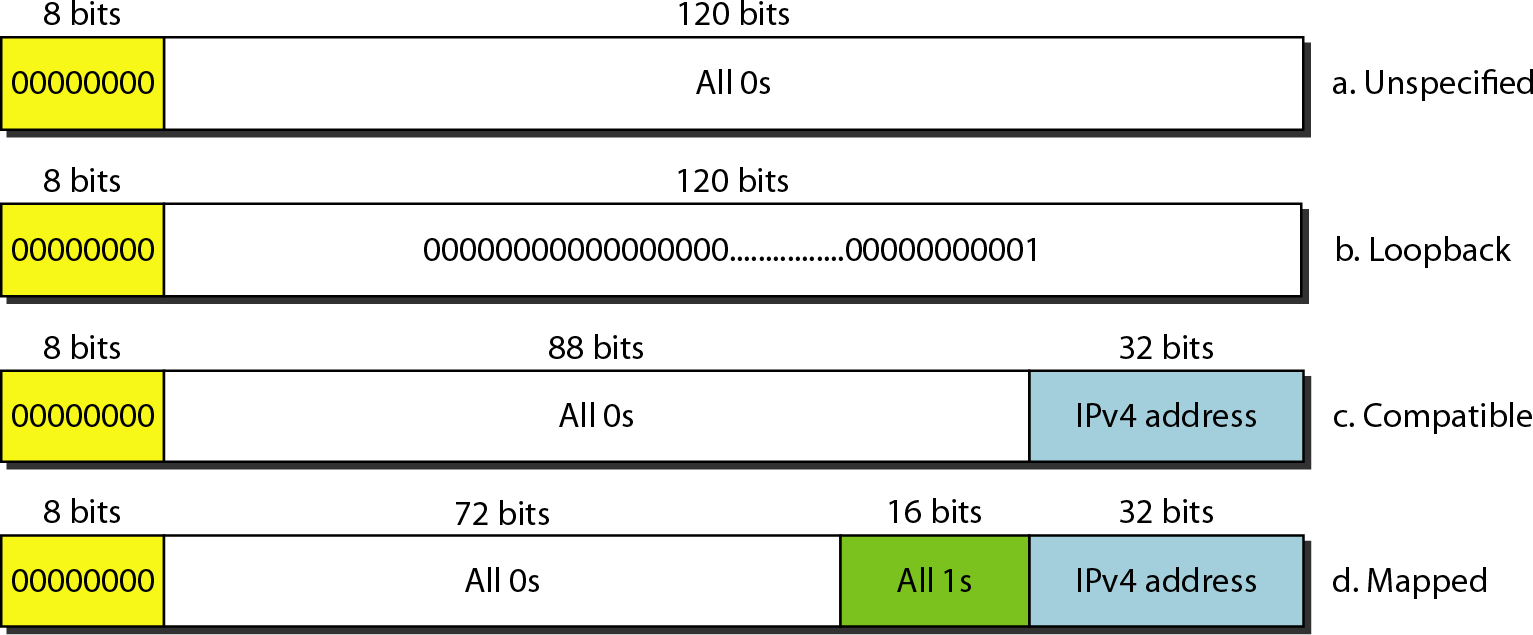 8 bits 120 bits
00000000 All 0s a. Unspecified
8 bits 120 bits
00000000 00000000000000000................00000000001 b. Loopback
8 bits 88 bits 32 bits
00000000 All 0s IPv4 address c. Compatible
8 bits 72 bits 16 bits 32 bits
00000000 All 0s All 1s IPv4 address d. Mapped